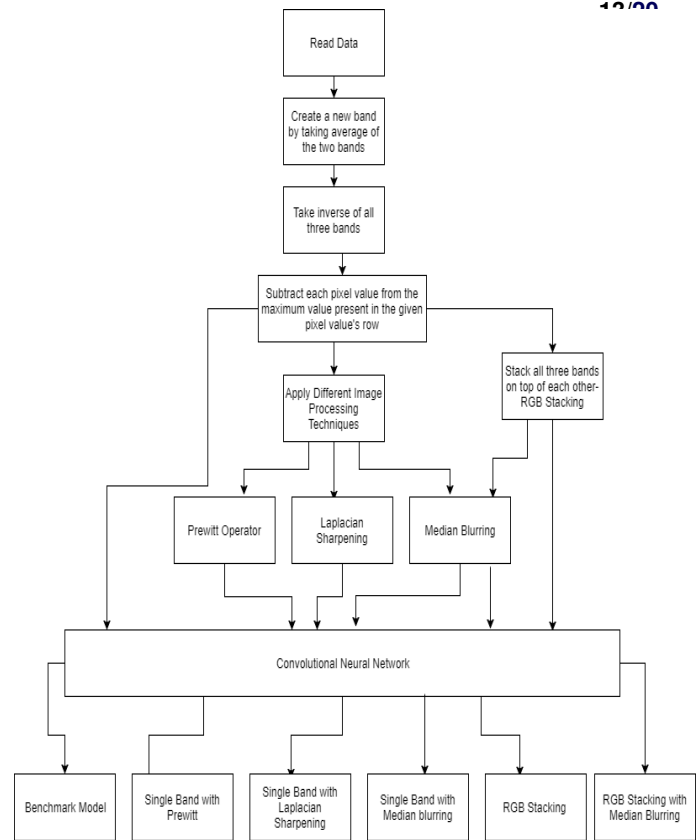 Read Data
Create a new band
by taking average of
the two bands
Take inverse of all
three bands
Subtract each pixel value from the
maximum value present in the given
pixel value's row
Stack all three bands
on top of each other-
RGB Stacking
Apply Different Image
Processing
Techniques
Prewitt Operator
Laplacian
Sharpening
Median Blurring
Convolutional Neural Network
Benchmark Model
Single Band with
Prewitt
Single Band with
Laplacian
Sharpening
Single Band with
Median blurring
RGB Stacking
RGB Stacking with
Median Blurring